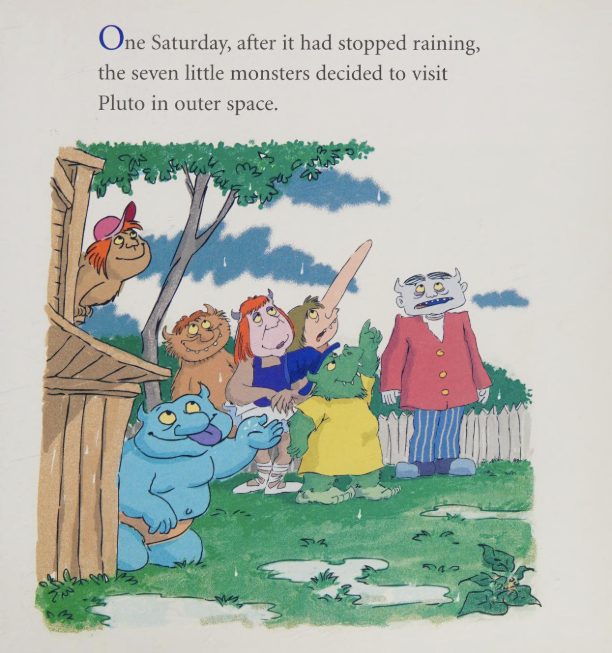 One Saturday, after it had stopped raining,
the seven little monsters decided to visit
Pluto in outer space.